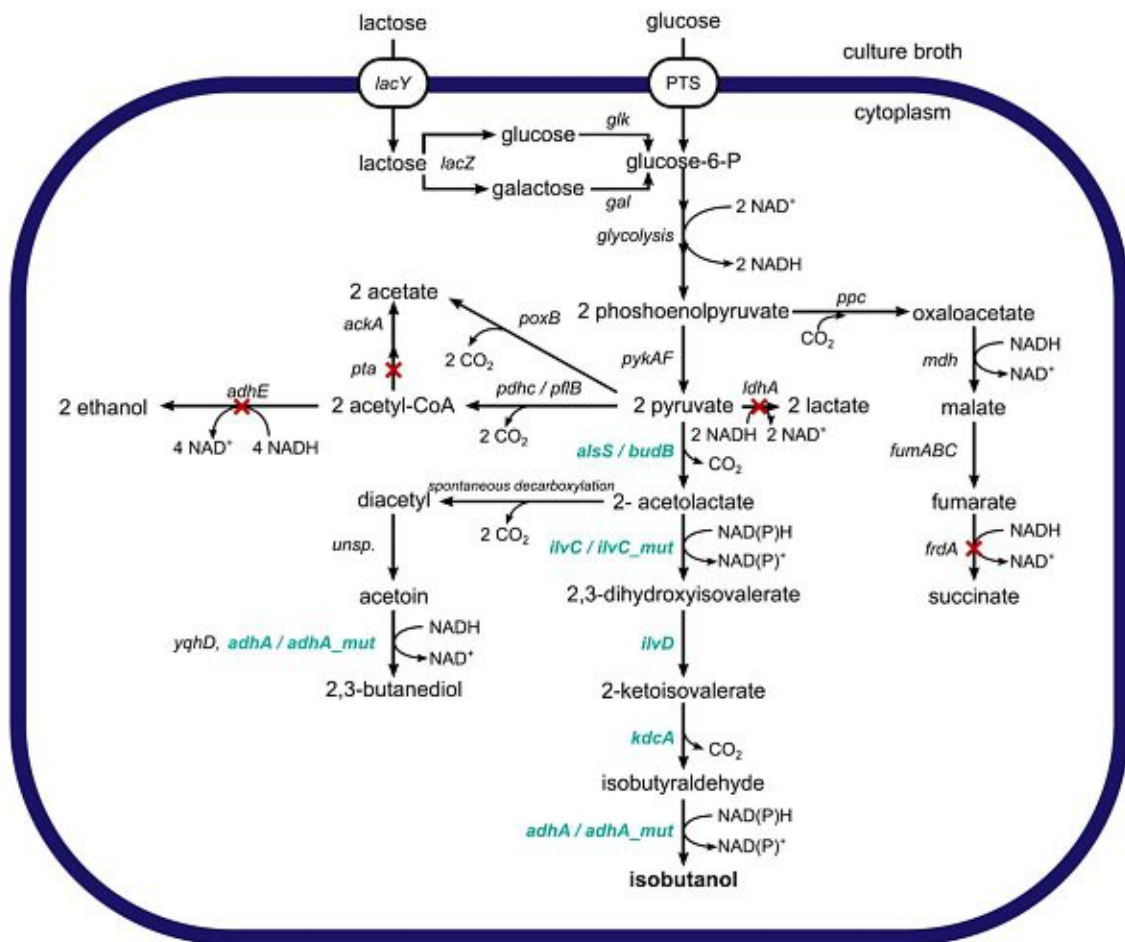 lactose
glucose
culture broth
lacY
PTS
cytoplasm
glucose
glk
lactose
lacZ
glucose-6-P
galactose
gal
2 NAD⁺
glycolysis
2 NADH
2 acetate
2 phoshoenolpyruvate
ppc
oxaloacetate
CO₂
ackA
poxB
2 CO₂
pykAF
NADH
mdh
NAD⁺
pta
adhE
pdhc / pflB
ldhA
2 ethanol
2 acetyl-CoA
2 pyruvate
2 lactate
malate
4 NAD⁺
4 NADH
2 CO₂
2 NADH
2 NAD⁺
alsS / budB
CO₂
fumABC
diacetyl
spontaneous decarboxylation
2- acetolactate
fumarate
2 CO₂
unsp.
ilvC / ilvC_mut
NAD(P)H
NAD(P)⁺
NADH
frdA
NAD⁺
acetoin
2,3-dihydroxyisovalerate
succinate
yqhD, adhA / adhA_mut
NADH
NAD⁺
ilvD
2,3-butanediol
2-ketoisovalerate
kdcA
CO₂
isobutyraldehyde
adhA / adhA_mut
NAD(P)H
NAD(P)⁺
isobutanol